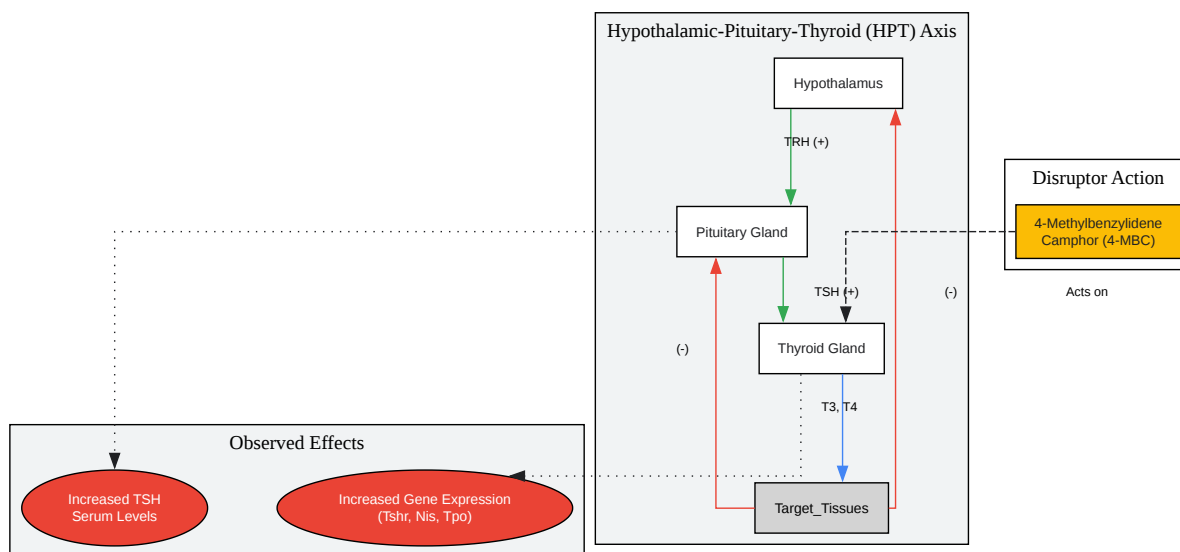 Hypothalamic-Pituitary-Thyroid (HPT) Axis
Hypothalamus
TRH (+)
Disruptor Action
4-Methylbenzylidene
Camphor (4-MBC)
Pituitary Gland
TSH (+)
(-)
Acts on
Thyroid Gland
(-)
T3, T4
Observed Effects
Increased TSH
Serum Levels
Increased Gene Expression
(Tshr, Nis, Tpo)
Target_Tissues